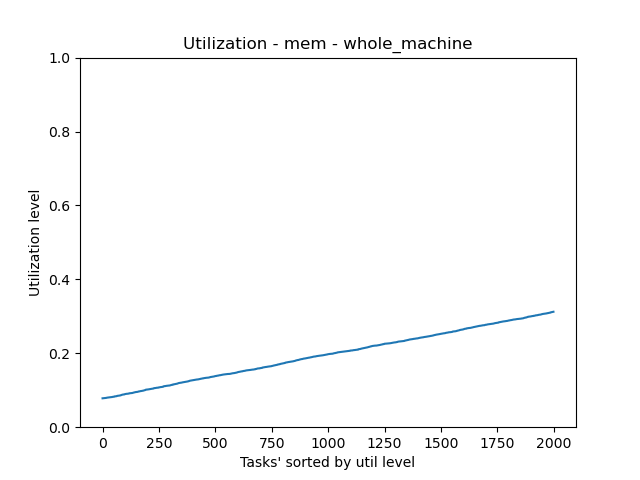 Utilization - mem - whole_machine
1.0
0.8
0.6
0.4
0.2
0.0
Utilization level
0 250 500 750 1000 1250 1500 1750 2000
Tasks' sorted by util level